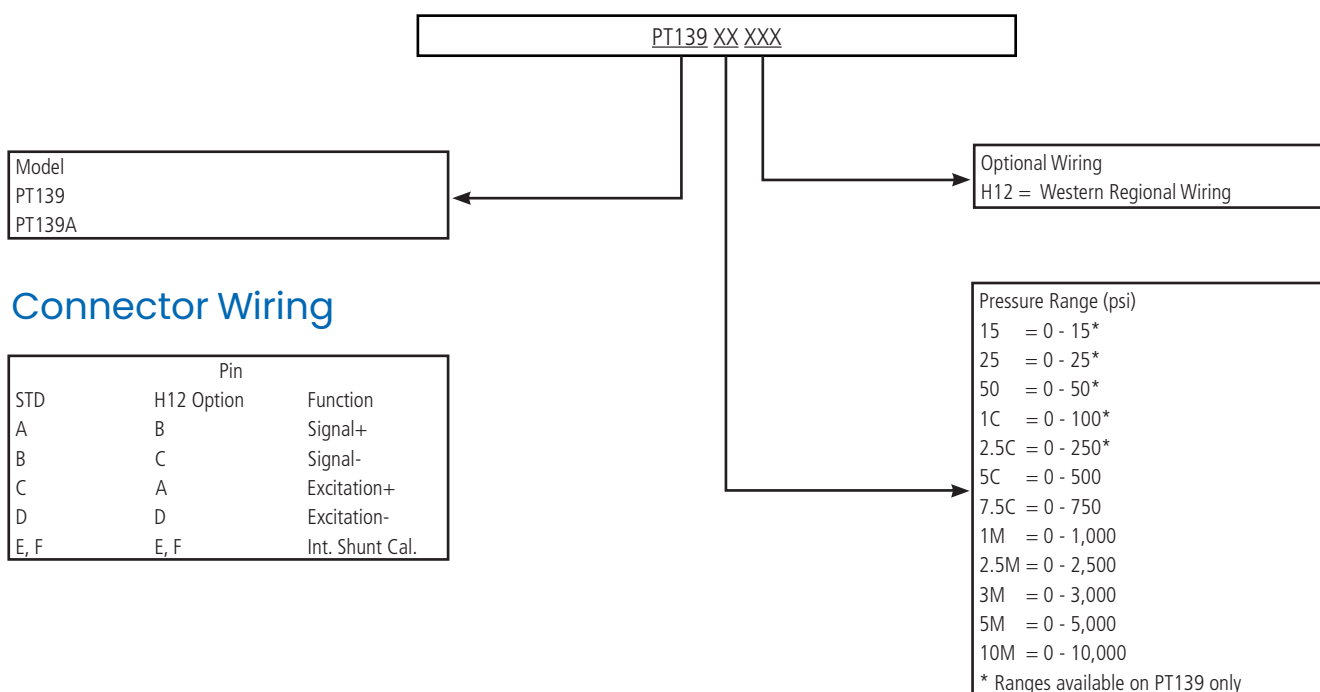 PT139 XX XXX
Model
PT139
PT139A
Optional Wiring
H12 = Western Regional Wiring
Connector Wiring
Pin
STD H12 Option Function
A B Signal+
B C Signal-
C A Excitation+
D D Excitation-
E, F E, F Int. Shunt Cal.
Pressure Range (psi)
15 = 0 - 15*
25 = 0 - 25*
50 = 0 - 50*
1C = 0 - 100*
2.5C = 0 - 250*
5C = 0 - 500
7.5C = 0 - 750
1M = 0 - 1,000
2.5M = 0 - 2,500
3M = 0 - 3,000
5M = 0 - 5,000
10M = 0 - 10,000
* Ranges available on PT139 only